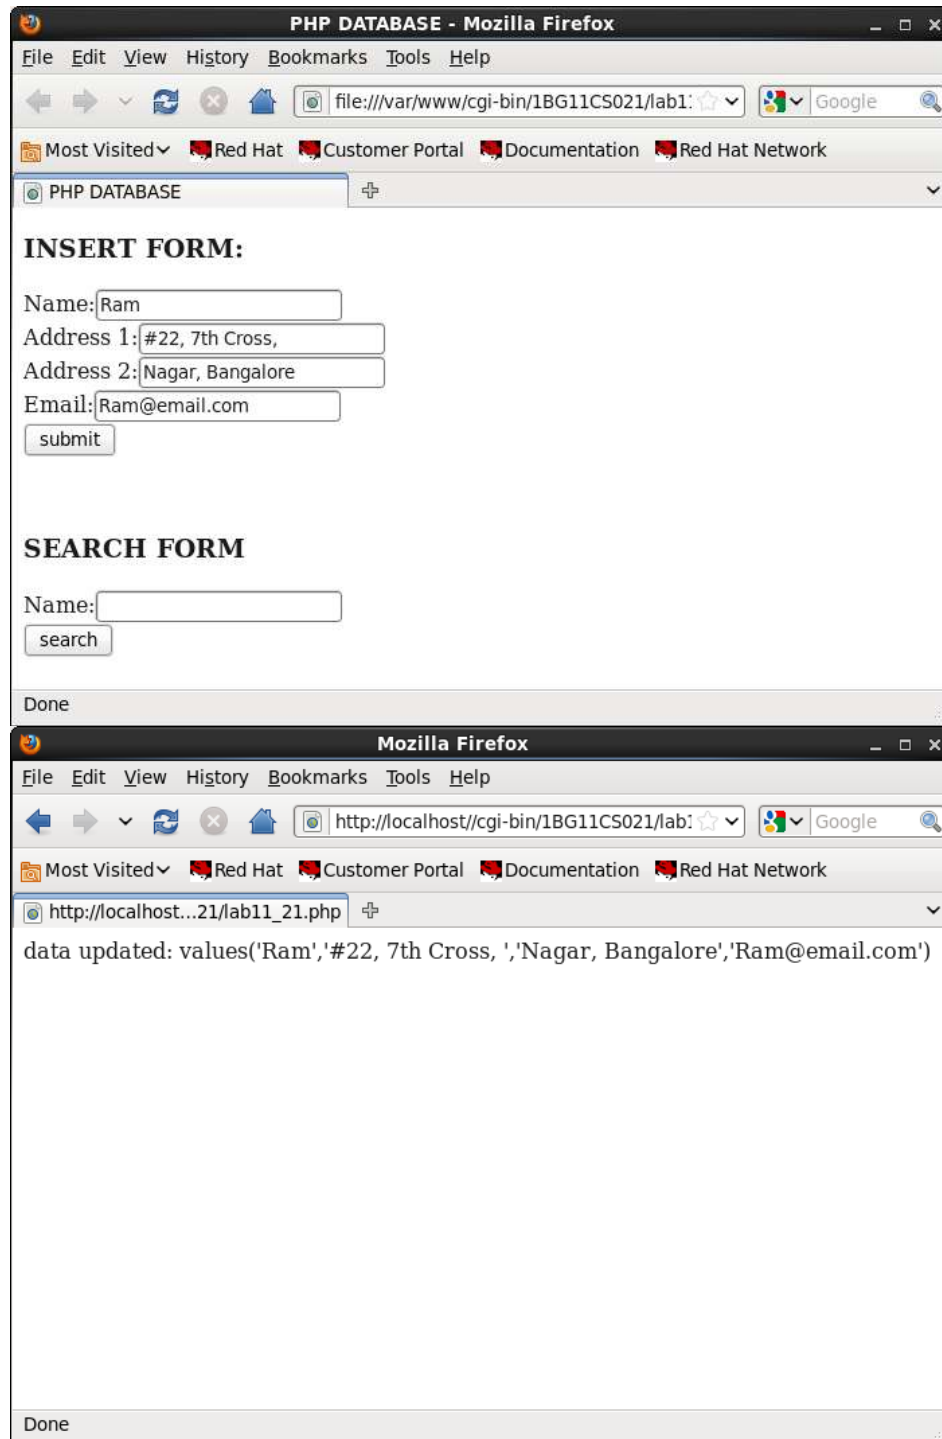 PHP DATABASE - Mozilla Firefox
File Edit View History Bookmarks Tools Help
file:///var/www/cgi-bin/1BG11CS021/lab1 Google
Most Visited Red Hat Customer Portal Documentation Red Hat Network
PHP DATABASE
INSERT FORM:
Name: Ram
Address 1: #22, 7th Cross,
Address 2: Nagar, Bangalore
Email: Ram@email.com
submit
SEARCH FORM
Name:
search
Done
Mozilla Firefox
File Edit View History Bookmarks Tools Help
http://localhost//cgi-bin/1BG11CS021/lab Google
Most Visited Red Hat Customer Portal Documentation Red Hat Network
http://localhost...21/lab11_21.php
data updated: values('Ram','#22, 7th Cross, ','Nagar, Bangalore','Ram@email.com')
Done